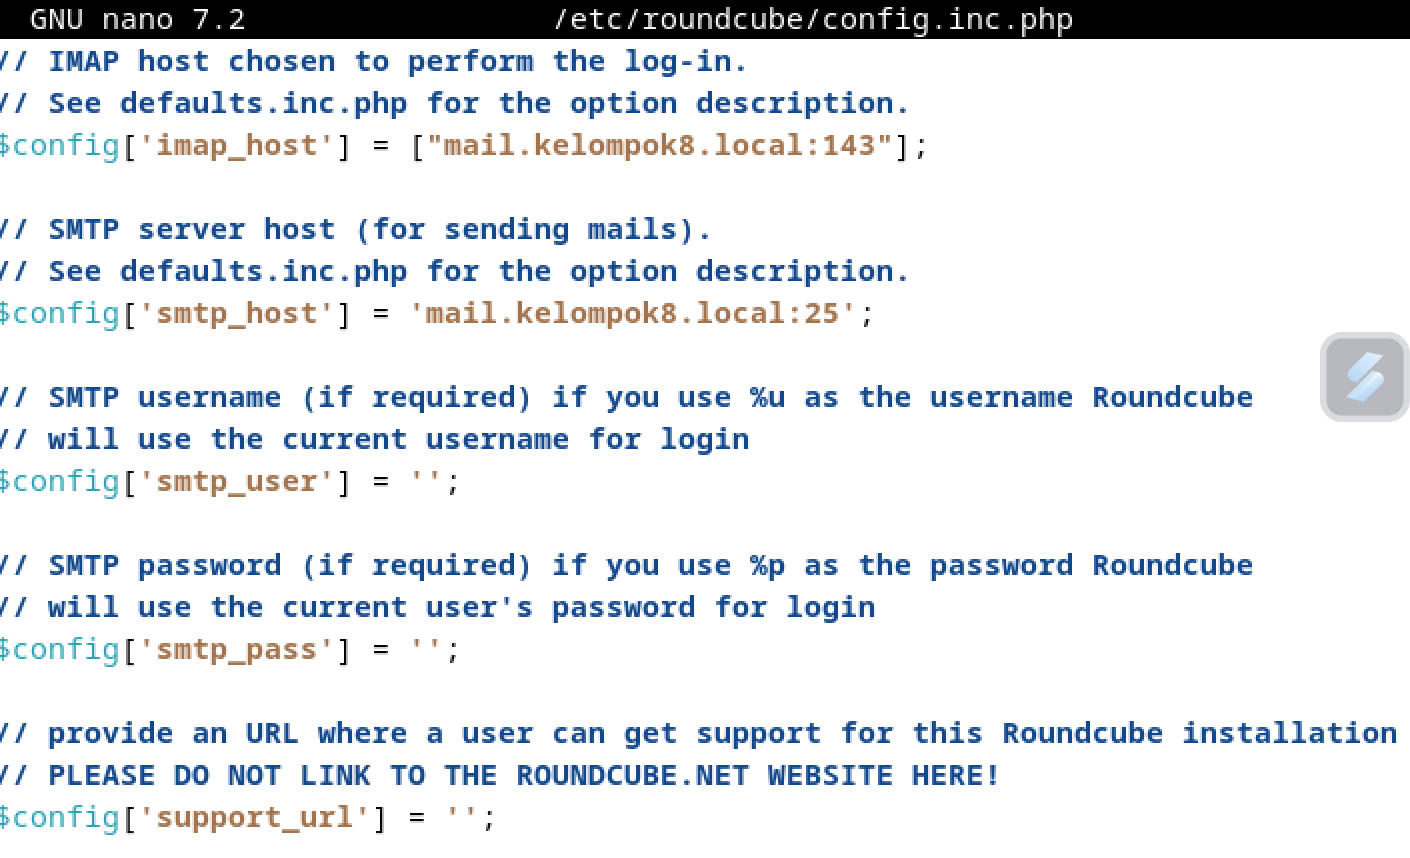 GNU nano 7.2 /etc/roundcube/config.inc.php
// IMAP host chosen to perform the log-in.
// See defaults.inc.php for the option description.
$config['imap_host'] = ["mail.kelompok8.local:143"];
// SMTP server host (for sending mails).
// See defaults.inc.php for the option description.
$config['smtp_host'] = 'mail.kelompok8.local:25';
// SMTP username (if required) if you use %u as the username Roundcube
// will use the current username for login
$config['smtp_user'] = '';
// SMTP password (if required) if you use %p as the password Roundcube
// will use the current user's password for login
$config['smtp_pass'] = '';
// provide an URL where a user can get support for this Roundcube installation
// PLEASE DO NOT LINK TO THE ROUNDCUBE.NET WEBSITE HERE!
$config['support_url'] = '';